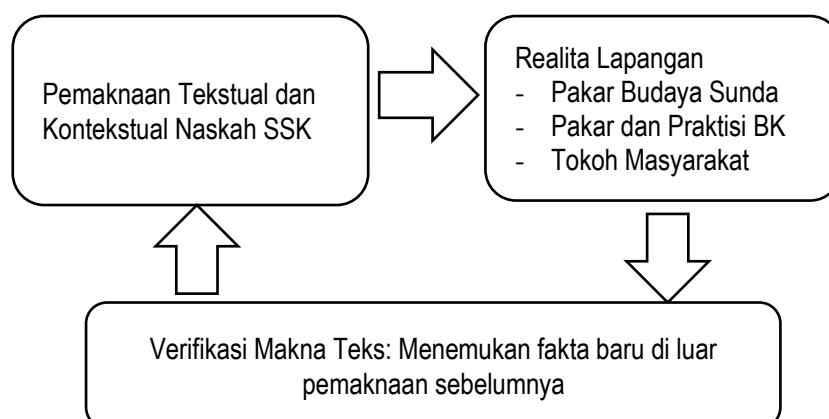 Pemaknaan Tekstual dan
Kontekstual Naskah SSK
Realita Lapangan
- Pakar Budaya Sunda
- Pakar dan Praktisi BK
- Tokoh Masyarakat
Verifikasi Makna Teks: Menemukan fakta baru di luar
pemaknaan sebelumnya